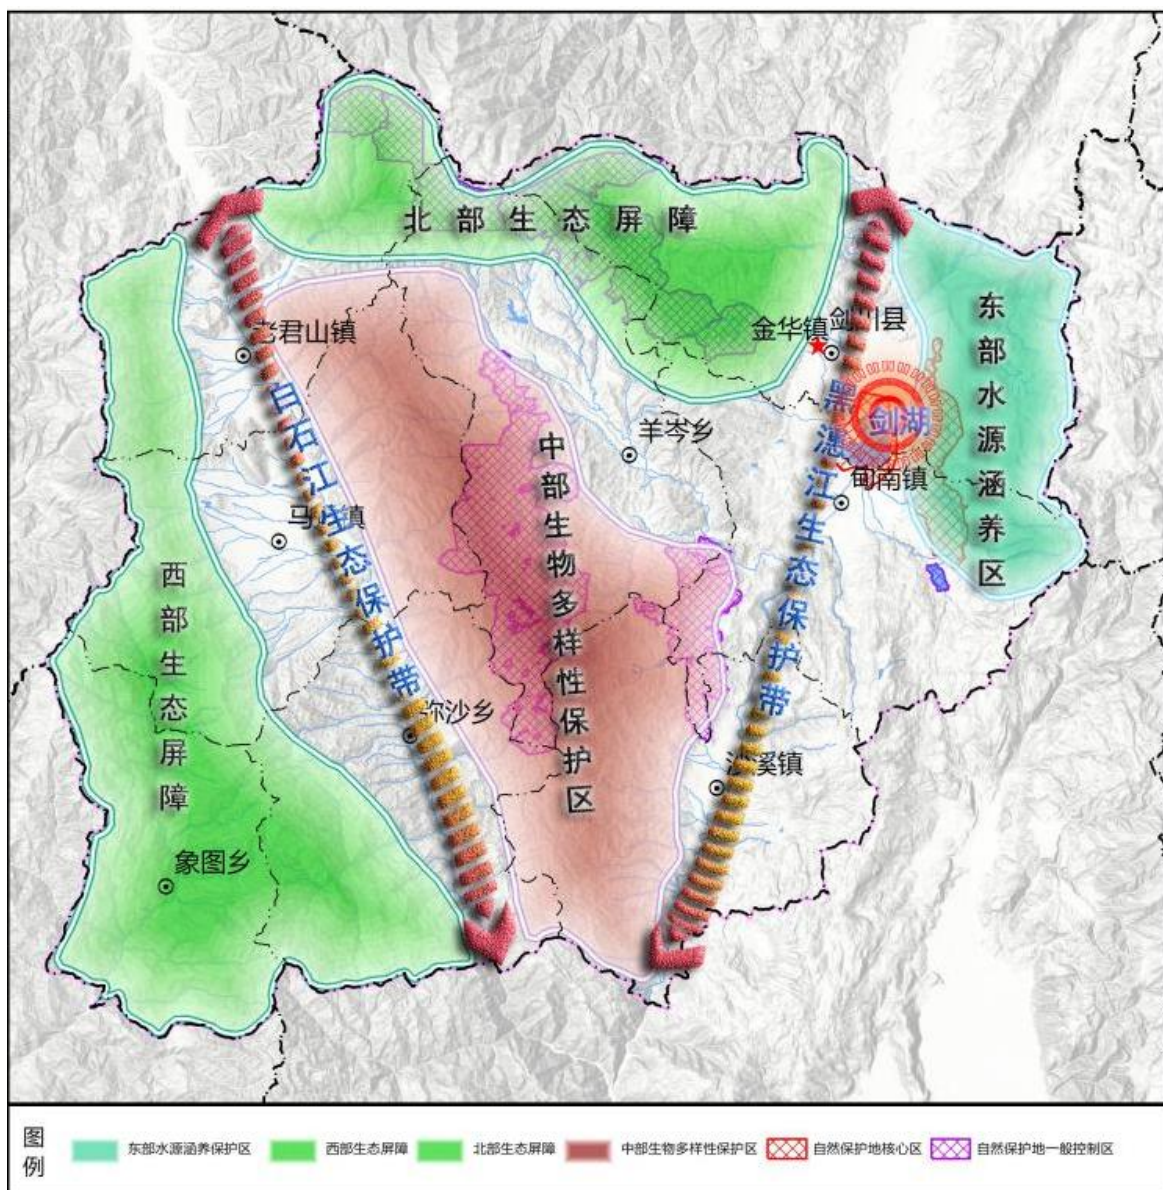 北部生态屏障
东部水源涵养区
老君山镇
金华镇
剑川县
剑湖
白石江生态保护带
黑潓江生态保护带
羊岑乡
中部生物多样性保护区
甸南镇
马 镇
西部生态屏障
弥沙乡
沙溪镇
象图乡
图例
东部水源涵养保护区
西部生态屏障
北部生态屏障
中部生物多样性保护区
自然保护地核心区
自然保护地一般控制区